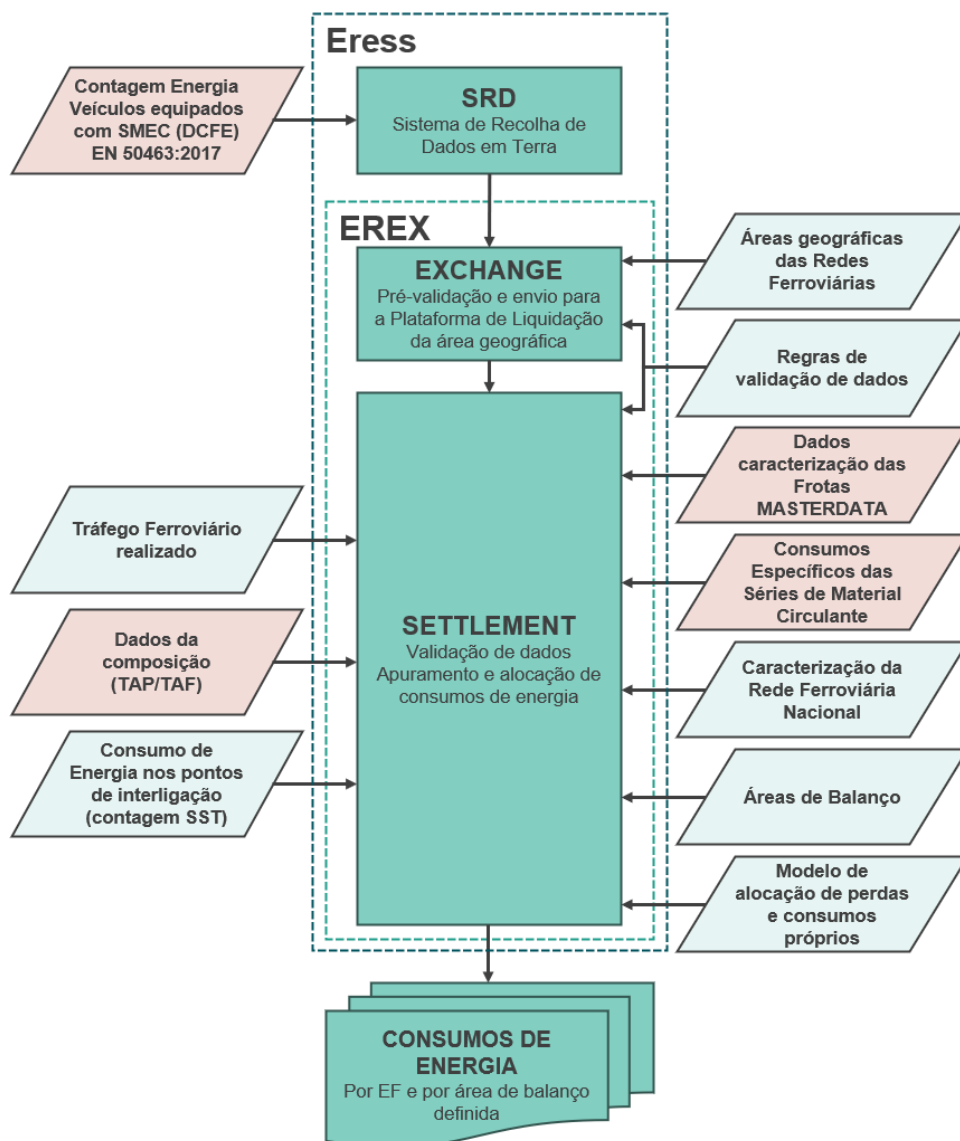 Eress
Contagem Energia
Veículos equipados
com SMEC (DCFE)
EN 50463:2017
SRD
Sistema de Recolha de
Dados em Terra
EREX
EXCHANGE
Pré-validação e envio para
a Plataforma de Liquidação
da área geográfica
Áreas geográficas
das Redes
Ferroviárias
Regras de
validação de dados
Dados
caracterização das
Frotas
MASTERDATA
Tráfego Ferroviário
realizado
Consumos
Específicos das
Séries de Material
Circulante
SETTLEMENT
Validação de dados
Apuramento e alocação de
consumos de energia
Dados da
composição
(TAP/TAF)
Caracterização da
Rede Ferroviária
Nacional
Consumo de
Energia nos pontos
de interligação
(contagem SST)
Áreas de Balanço
Modelo de
alocação de perdas
e consumos
próprios
CONSUMOS DE
ENERGIA
Por EF e por área de balanço
definida